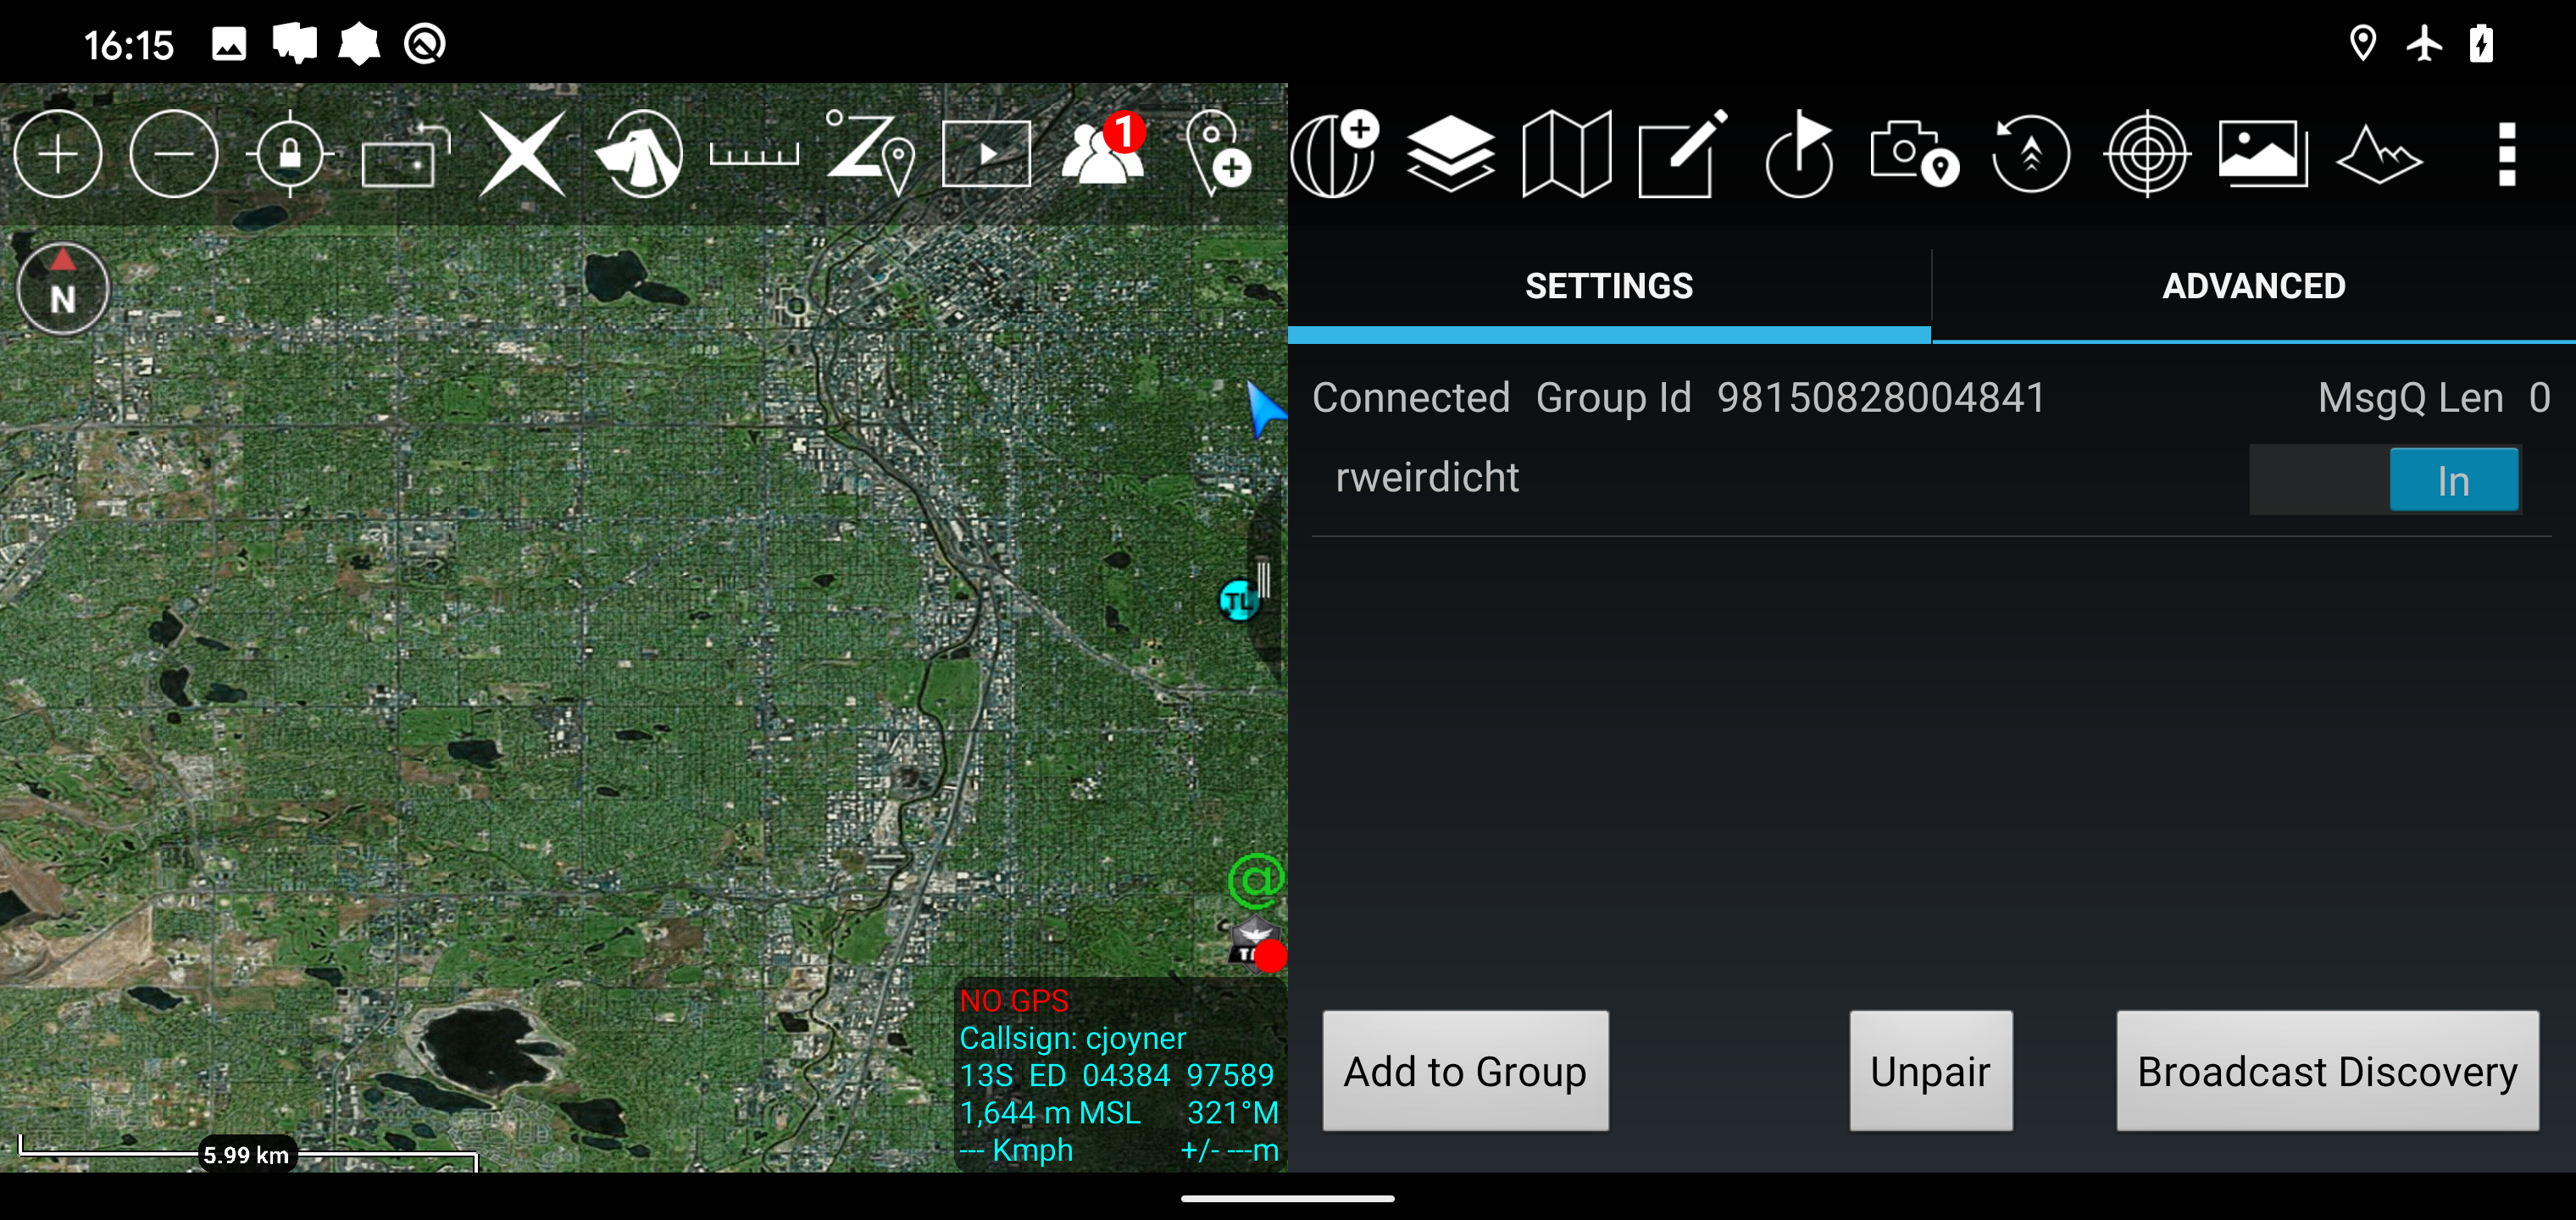 16:15
1
N
SETTINGS
ADVANCED
Connected Group Id 98150828004841 MsgQ Len 0
rweirdicht
In
TL
@
NO GPS
Callsign: cjoyner
13S ED 04384 97589
1,644 m MSL 321°M
--- Kmph +/- ---m
5.99 km
Add to Group
Unpair
Broadcast Discovery